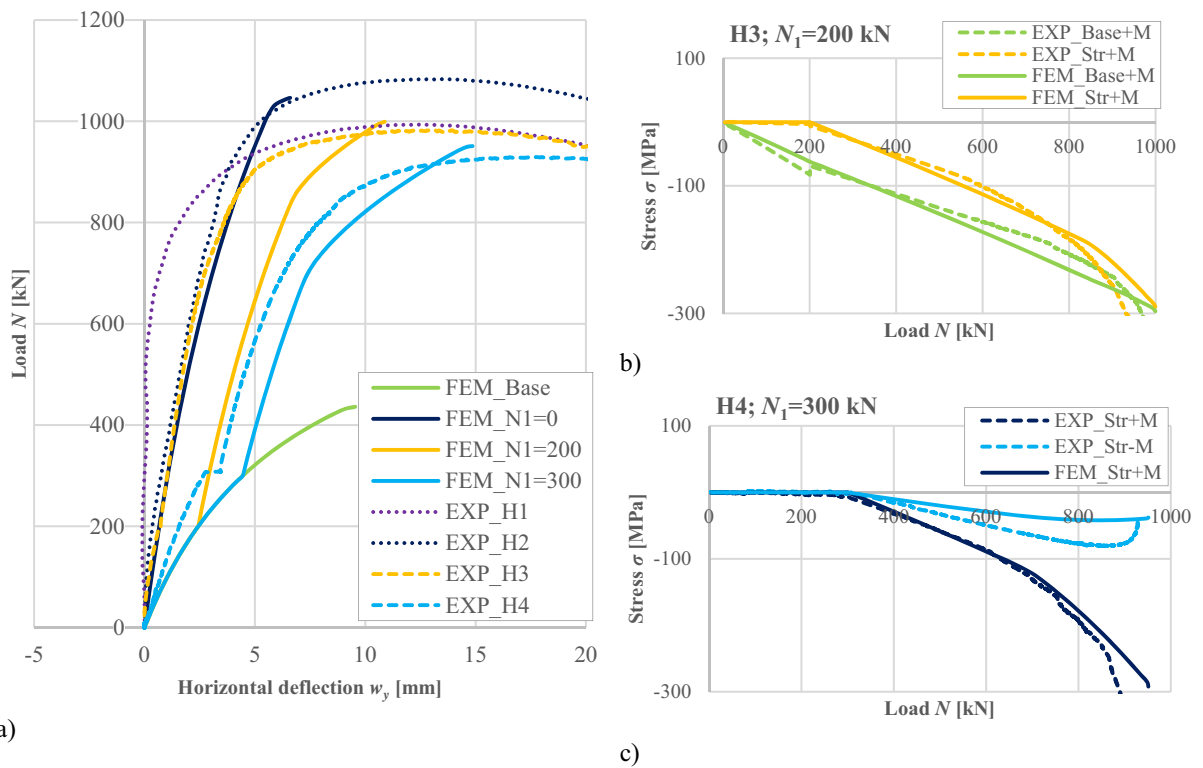 1200
1000
800
600
400
200
0
-5
0
5
10
15
20
Load N [kN]
Horizontal deflection w_y [mm]
FEM_Base
FEM_N1=0
FEM_N1=200
FEM_N1=300
EXP_H1
EXP_H2
EXP_H3
EXP_H4
a)
H3; N₁=200 kN
EXP_Base+M
EXP_Str+M
FEM_Base+M
FEM_Str+M
100
-100
-300
0
200
400
600
800
1000
Stress σ [MPa]
Load N [kN]
b)
H4; N₁=300 kN
EXP_Str+M
EXP_Str-M
FEM_Str+M
100
-100
-300
0
200
400
600
800
1000
Stress σ [MPa]
Load N [kN]
c)